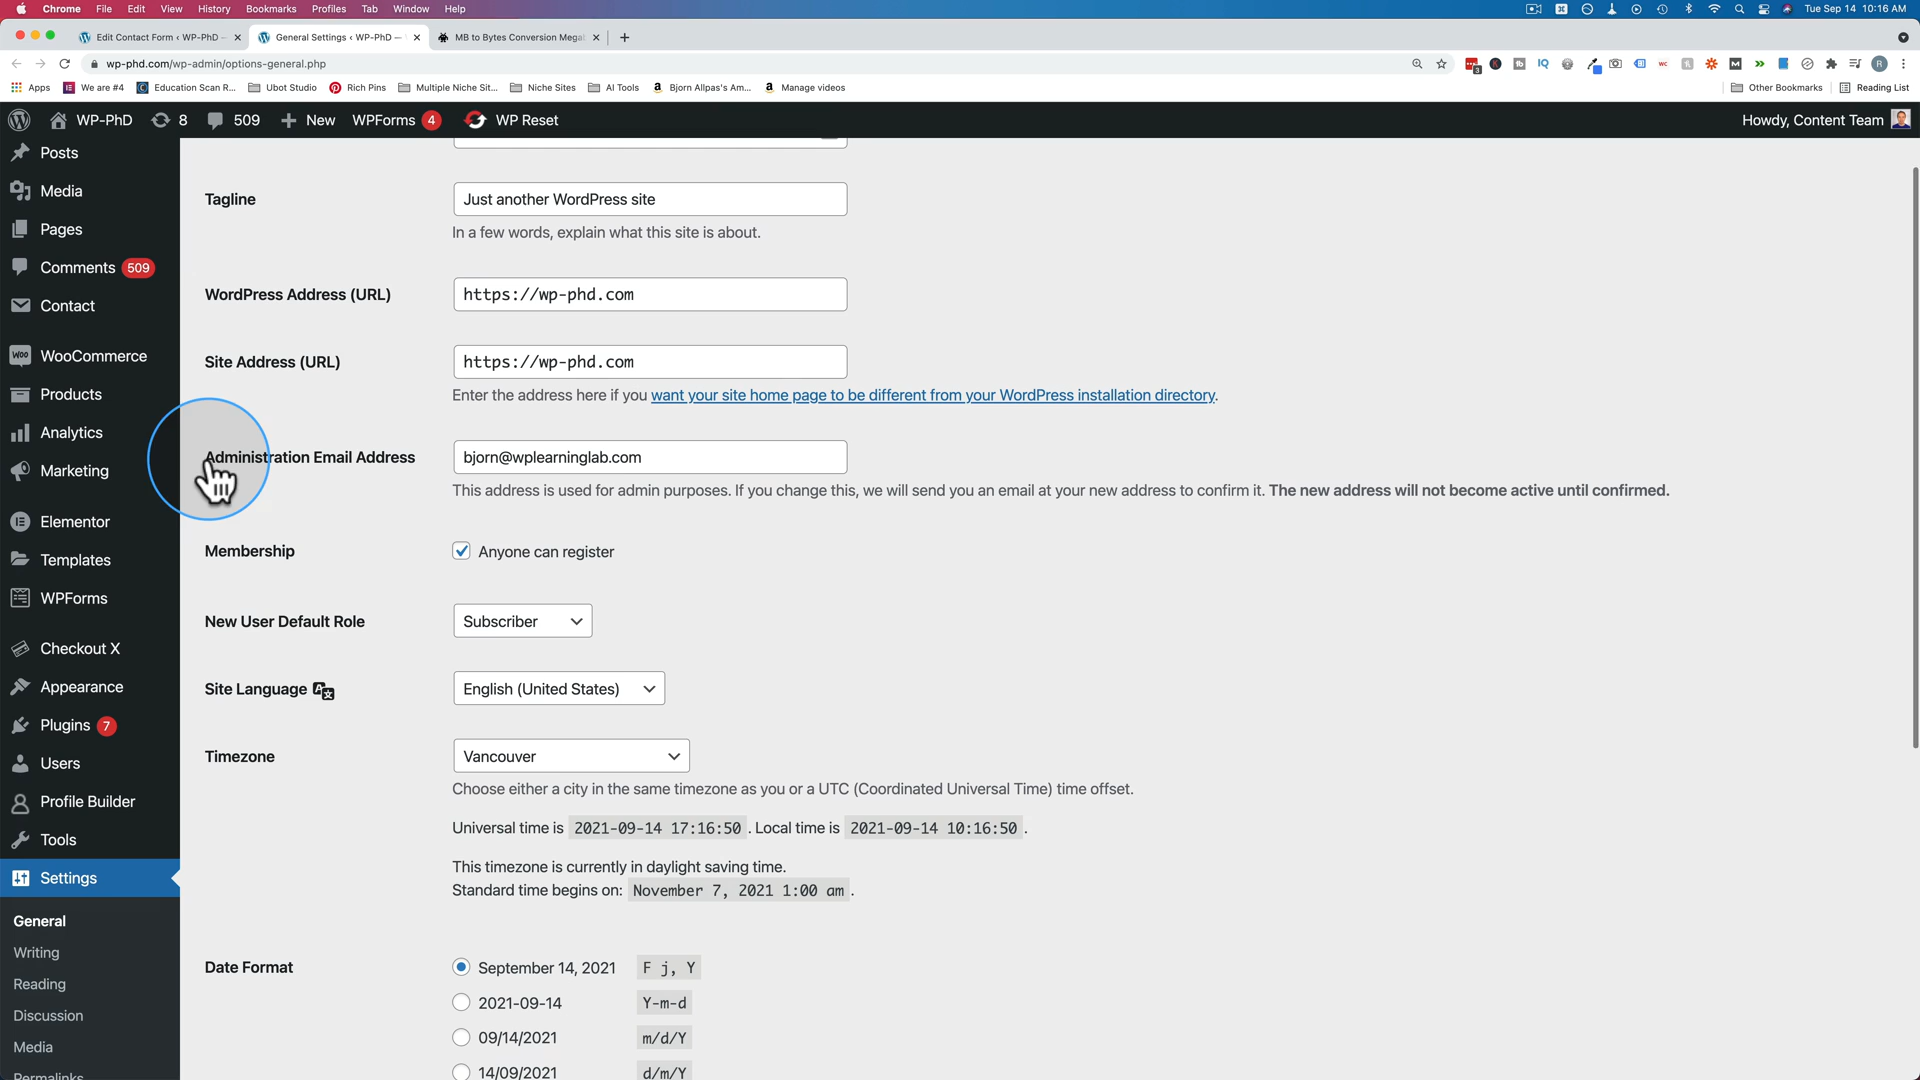 Chrome File Edit View History Bookmarks Profiles Tab Window Help Tue Sep 14 10:16 AM
Edit Contact Form ‹ WP-PhD — General Settings ‹ WP-PhD — MB to Bytes Conversion Mega
wp-phd.com/wp-admin/options-general.php
Apps We are #4 Education Scan R... Ubot Studio Rich Pins Multiple Niche Sit... Niche Sites AI Tools Bjorn Allpas's Am... Manage videos Other Bookmarks Reading List
WP-PhD 8 509 New WPForms 4 WP Reset Howdy, Content Team
Posts
Media
Pages
Comments 509
Contact
WooCommerce
Products
Analytics
Marketing
Elementor
Templates
WPForms
Checkout X
Appearance
Plugins 7
Users
Profile Builder
Tools
Settings
General
Writing
Reading
Discussion
Media
Permalinks
Tagline Just another WordPress site
In a few words, explain what this site is about.
WordPress Address (URL) https://wp-phd.com
Site Address (URL) https://wp-phd.com
Enter the address here if you want your site home page to be different from your WordPress installation directory.
Administration Email Address bjorn@wplearninglab.com
This address is used for admin purposes. If you change this, we will send you an email at your new address to confirm it. The new address will not become active until confirmed.
Membership Anyone can register
New User Default Role Subscriber
Site Language English (United States)
Timezone Vancouver
Choose either a city in the same timezone as you or a UTC (Coordinated Universal Time) time offset.
Universal time is 2021-09-14 17:16:50 . Local time is 2021-09-14 10:16:50 .
This timezone is currently in daylight saving time.
Standard time begins on: November 7, 2021 1:00 am .
Date Format September 14, 2021 F j, Y
2021-09-14 Y-m-d
09/14/2021 m/d/Y
14/09/2021 d/m/Y